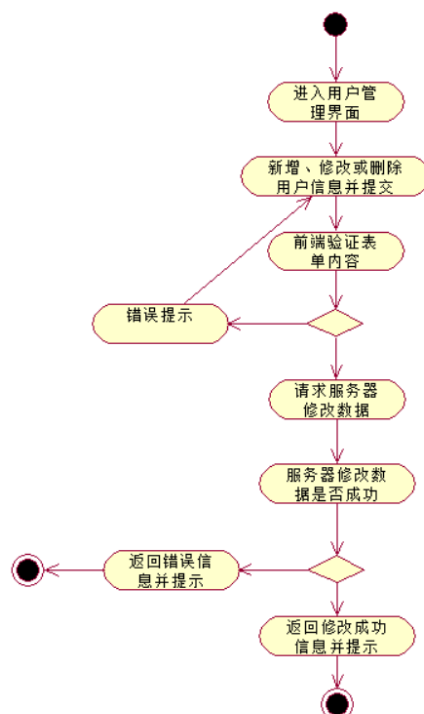 进入用户管
理界面
新增、修改或删除
用户信息并提交
前端验证表
单内容
错误提示
请求服务器
修改数据
服务器修改数
据是否成功
返回错误信
息并提示
返回修改成功
信息并提示